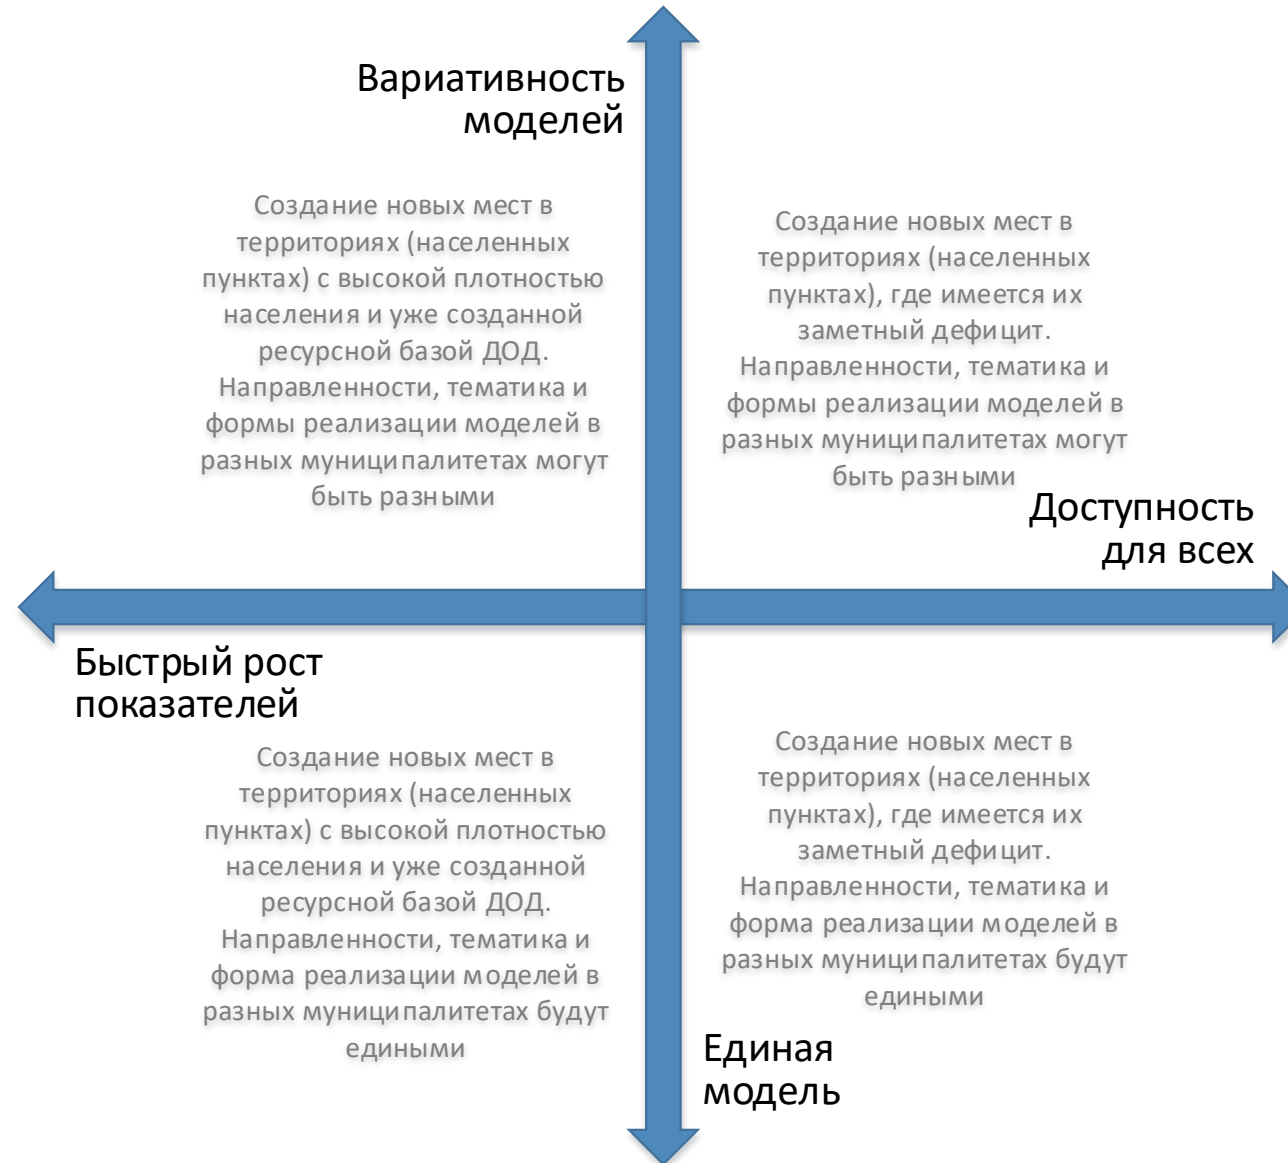 Вариативность
моделей
Создание новых мест в
территориях (населенных
пунктах) с высокой плотностью
населения и уже созданной
ресурсной базой ДОД.
Направленности, тематика и
формы реализации моделей в
разных муниципалитетах могут
быть разными
Создание новых мест в
территориях (населенных
пунктах), где имеется их
заметный дефицит.
Направленности, тематика и
формы реализации моделей в
разных муниципалитетах могут
быть разными
Доступность
для всех
Быстрый рост
показателей
Создание новых мест в
территориях (населенных
пунктах) с высокой плотностью
населения и уже созданной
ресурсной базой ДОД.
Направленности, тематика и
форма реализации моделей в
разных муниципалитетах будут
едиными
Создание новых мест в
территориях (населенных
пунктах), где имеется их
заметный дефицит.
Направленности, тематика и
форма реализации моделей в
разных муниципалитетах будут
едиными
Единая
модель